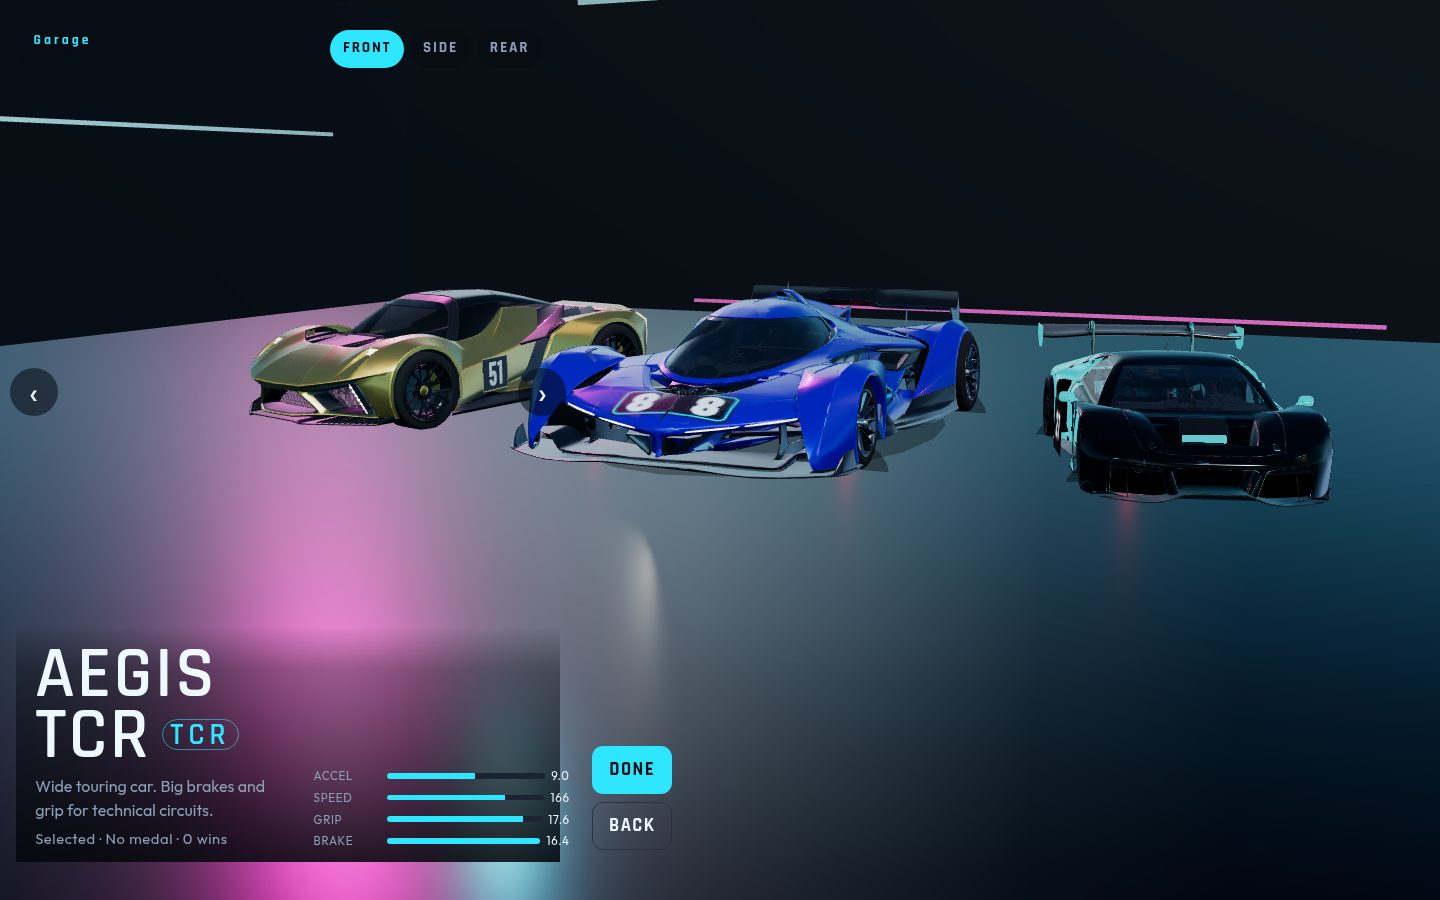 Garage
FRONT SIDE REAR
51
8 8
‹ ›
AEGIS
TCR TCR
Wide touring car. Big brakes and
grip for technical circuits.
Selected · No medal · 0 wins
ACCEL 9.0
SPEED 166
GRIP 17.6
BRAKE 16.4
DONE
BACK